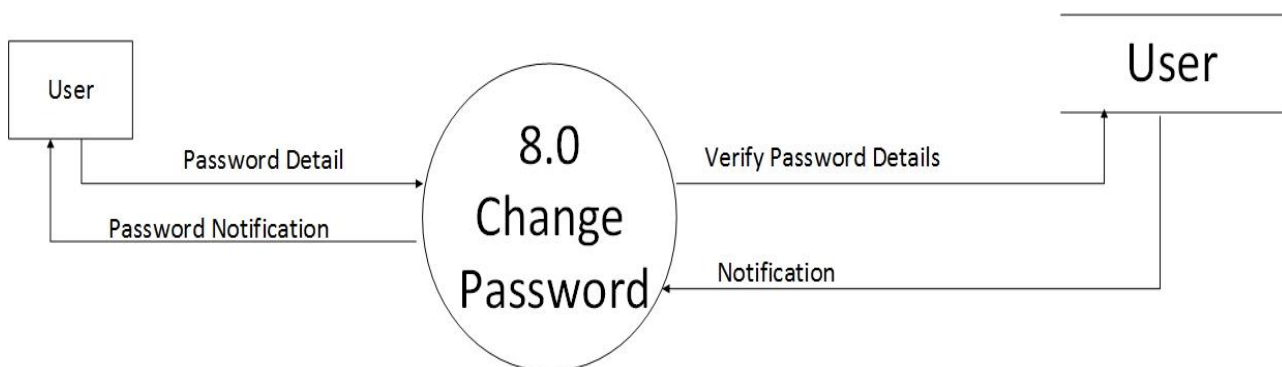 User
User
8.0
Change
Password
Password Detail
Verify Password Details
Password Notification
Notification